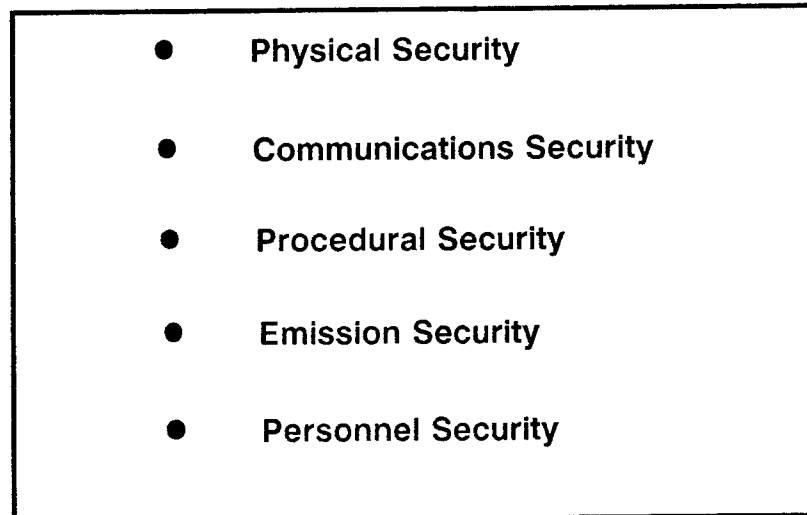 ● Physical Security
● Communications Security
● Procedural Security
● Emission Security
● Personnel Security